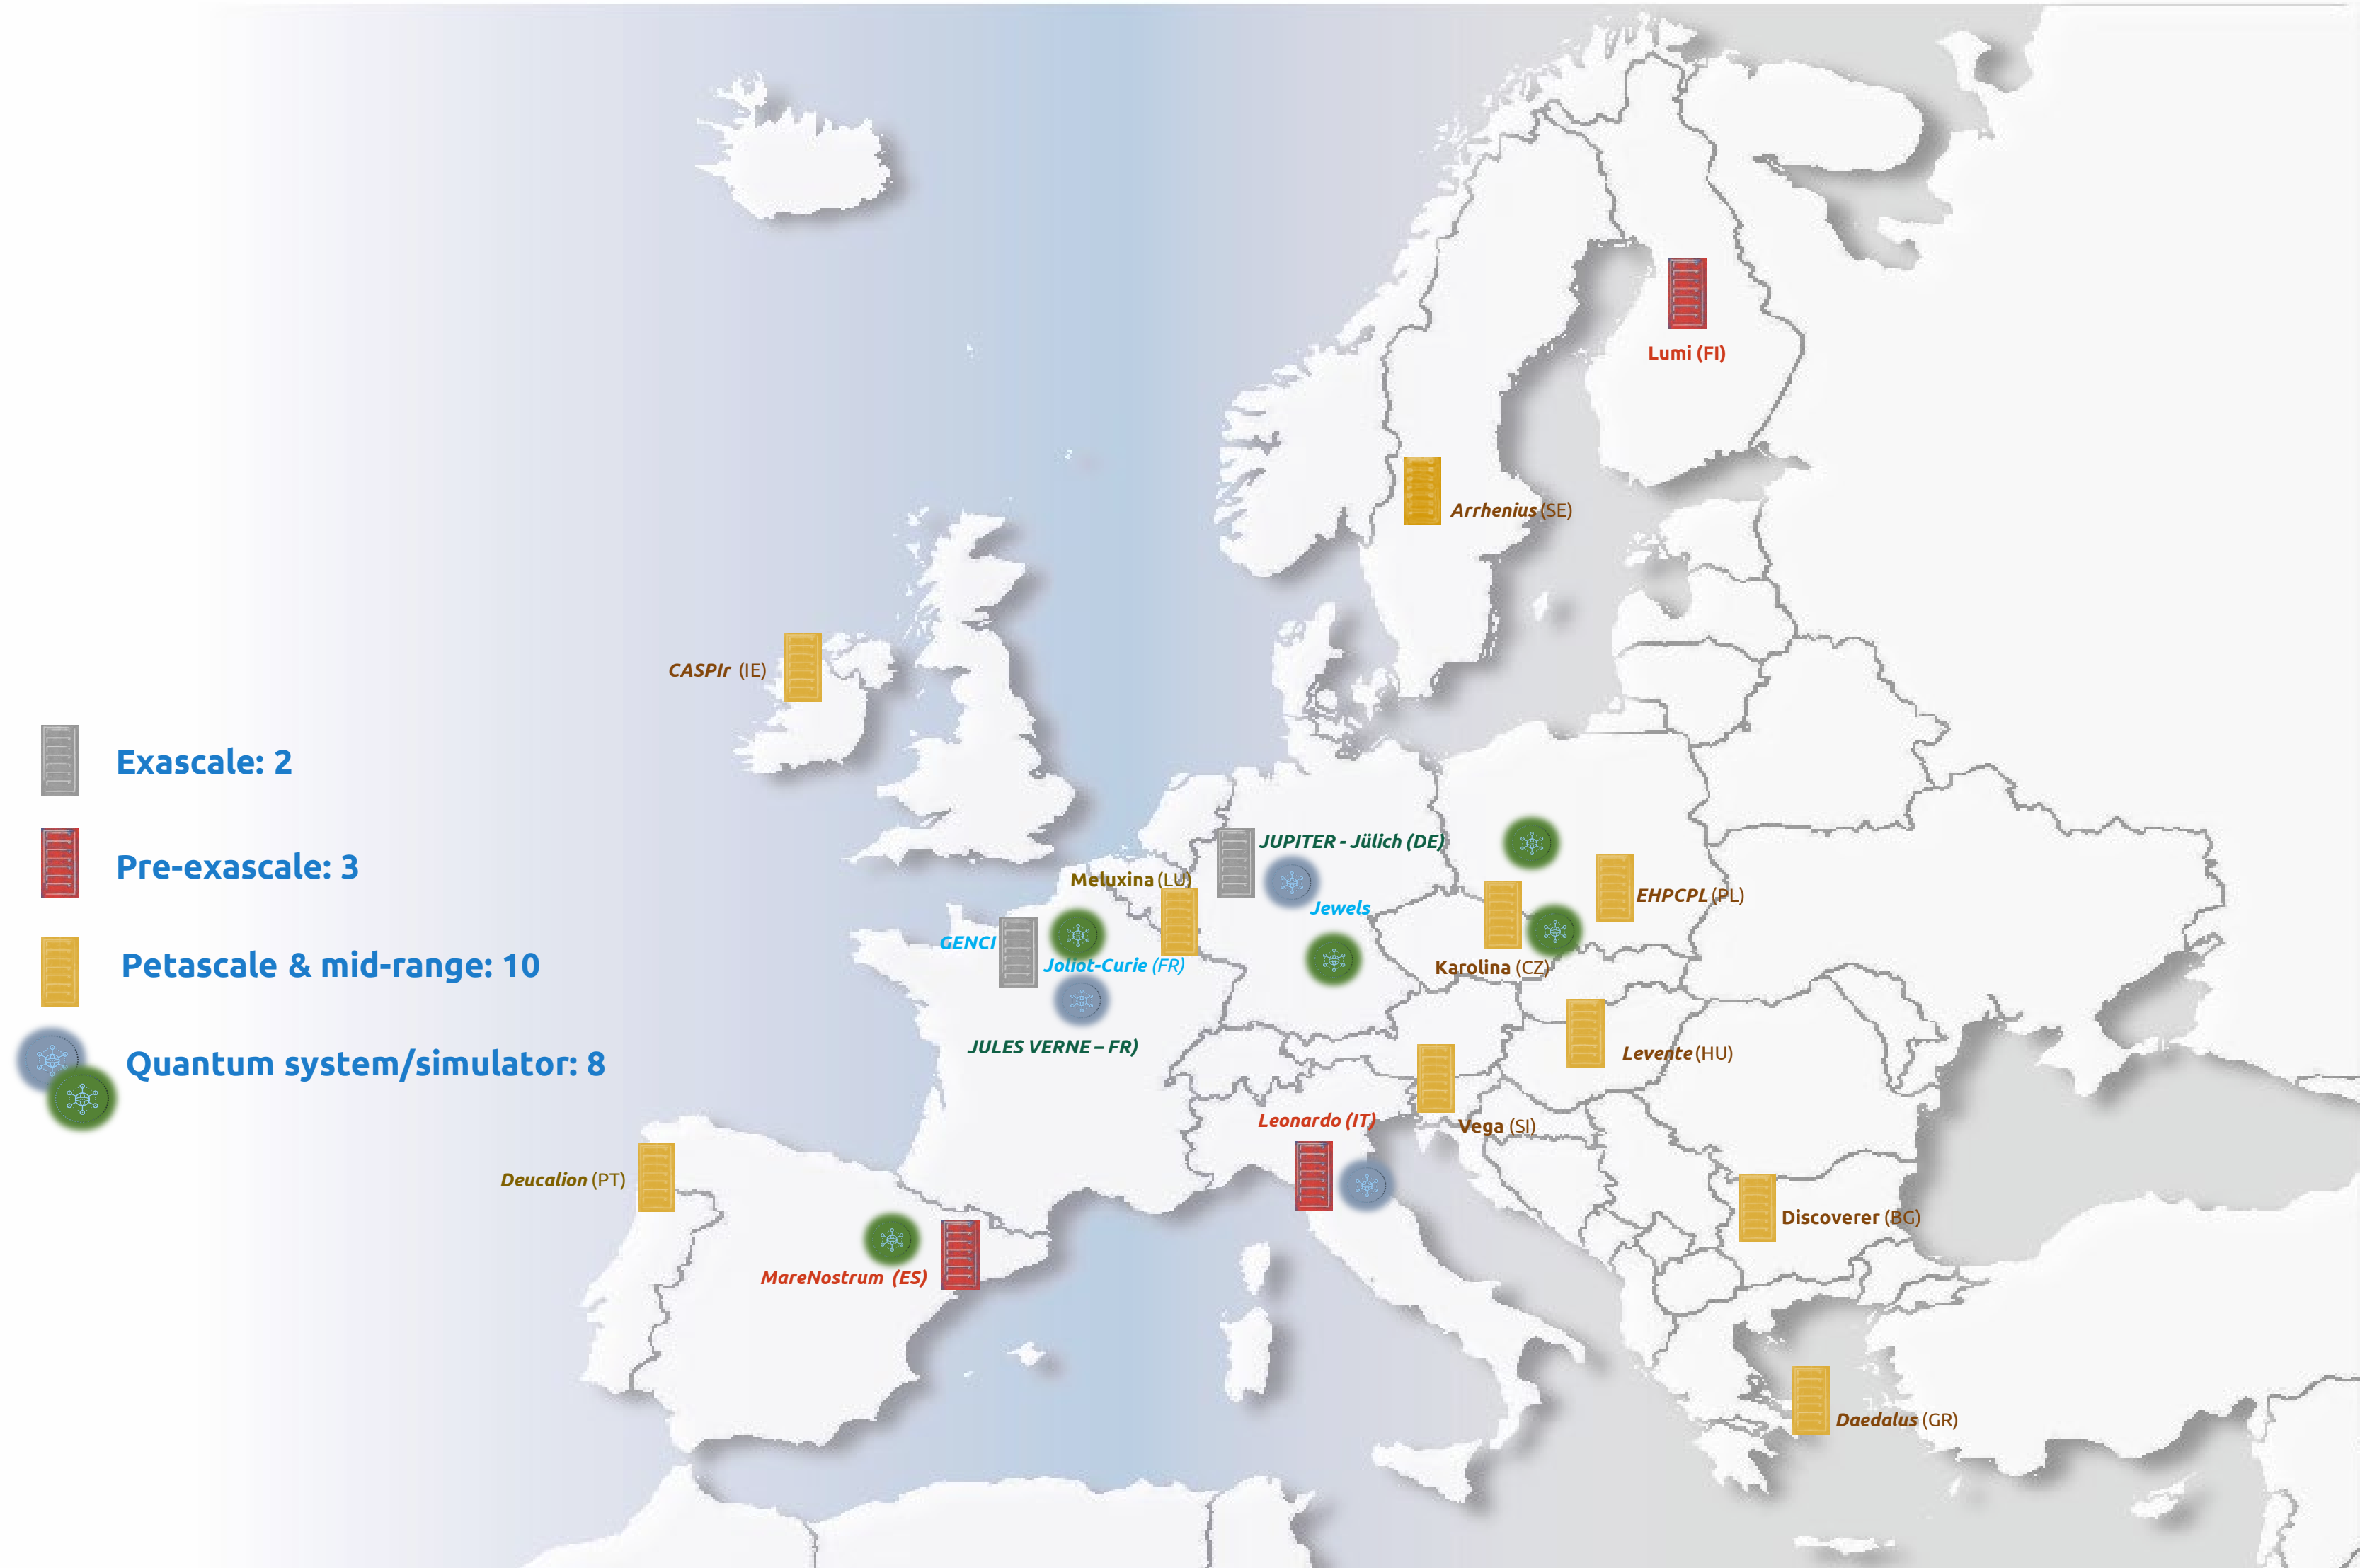 Lumi (FI)
Arrhenius (SE)
CASPIr (IE)
Exascale: 2
Pre-exascale: 3
Petascale & mid-range: 10
Quantum system/simulator: 8
JUPITER - Jülich (DE)
Meluxina (LU)
Jewels
EHPCPL (PL)
GENCI
Joliot-Curie (FR)
Karolina (CZ)
JULES VERNE – FR)
Levente (HU)
Leonardo (IT)
Vega (SI)
Deucalion (PT)
Discoverer (BG)
MareNostrum (ES)
Daedalus (GR)